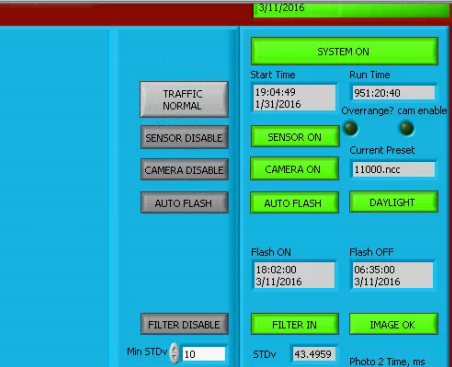 3/11/2016
SYSTEM ON
Start Time
Run Time
19:04:49
1/31/2016
951:20:40
TRAFFIC
NORMAL
Overrange? cam enable
SENSOR DISABLE
SENSOR ON
Current Preset
CAMERA DISABLE
CAMERA ON
11000.ncc
AUTO FLASH
AUTO FLASH
DAYLIGHT
Flash ON
Flash OFF
18:02:00
3/11/2016
06:35:00
3/11/2016
FILTER DISABLE
FILTER IN
IMAGE OK
Min STDv
10
STDv
43.4959
Photo 2 Time, ms